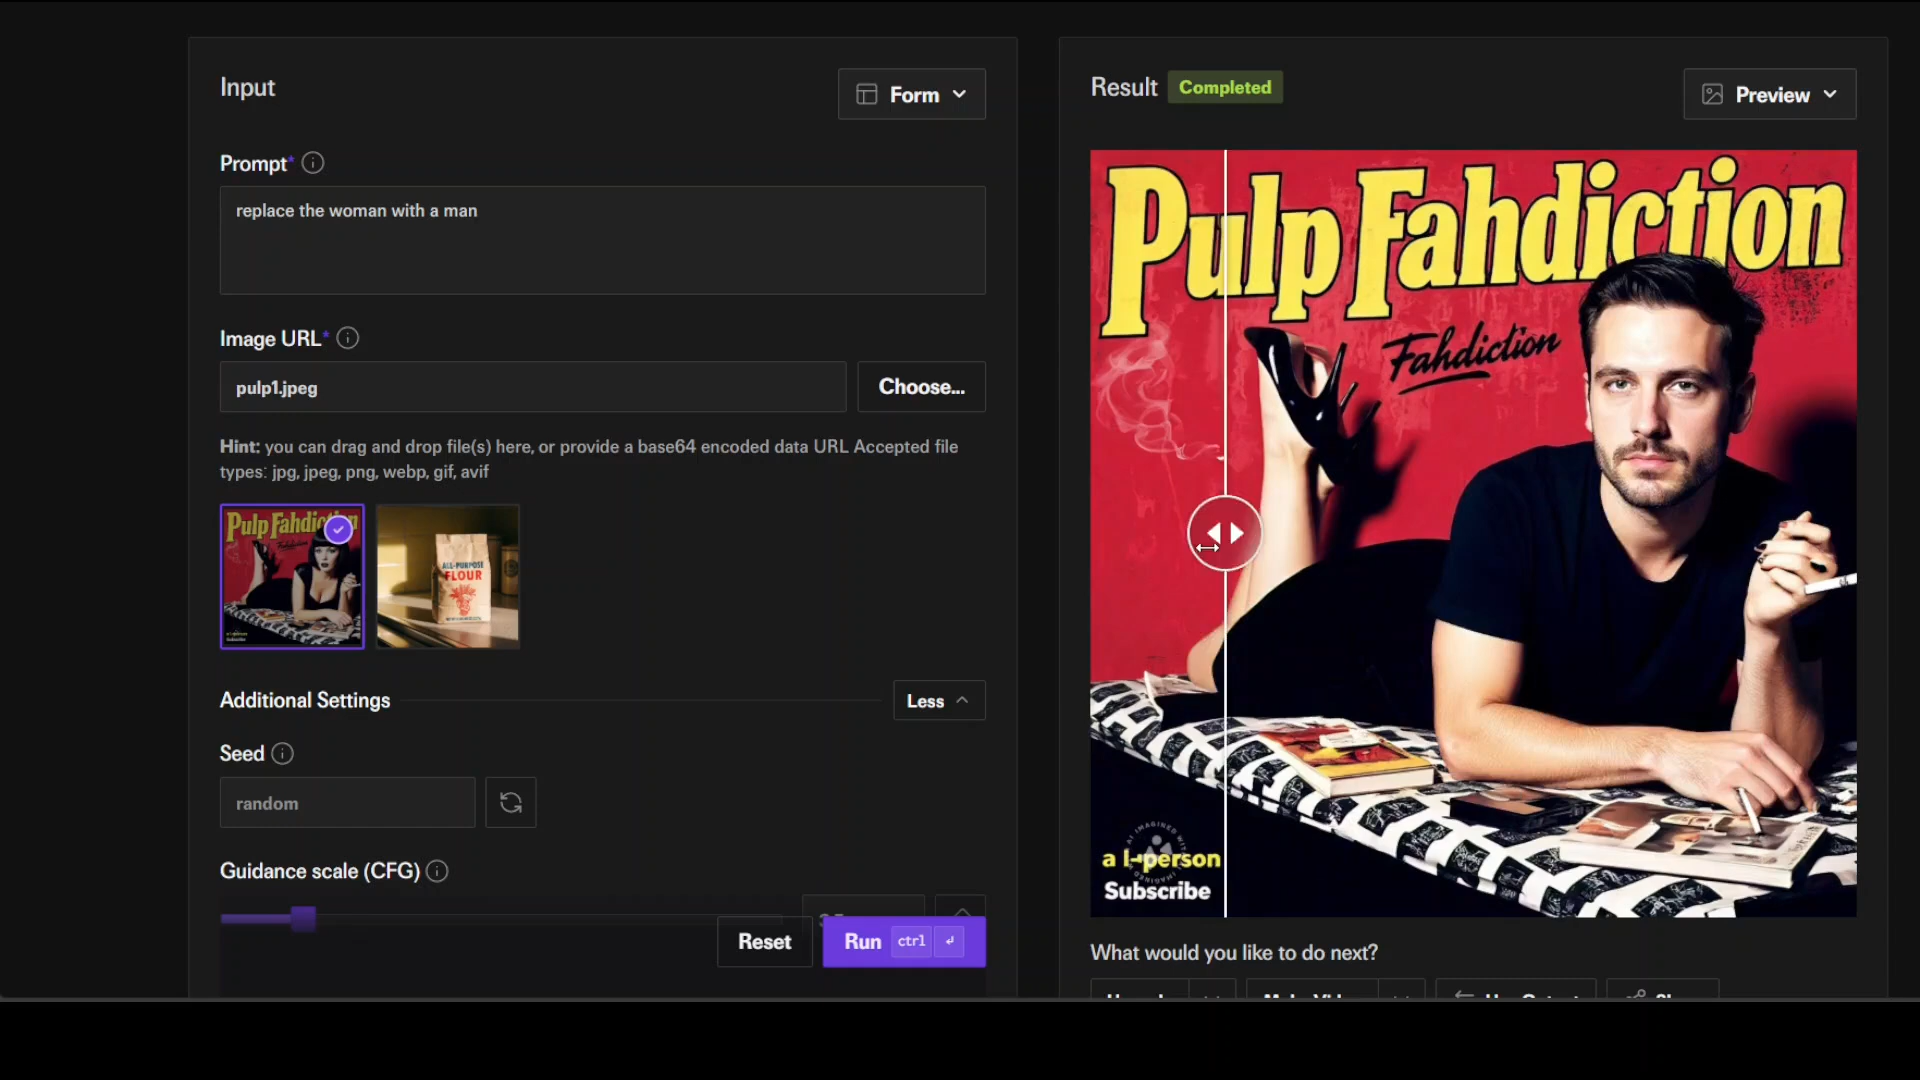 Input
Form
Prompt*
replace the woman with a man
Image URL*
pulp1.jpeg
Choose...
Hint: you can drag and drop file(s) here, or provide a base64 encoded data URL Accepted file
types: jpg, jpeg, png, webp, gif, avif
Pulp Fahdiction
ALL-PURPOSE
FLOUR
Additional Settings
Less
Seed
random
Guidance scale (CFG)
Reset
Run ctrl
Result Completed
Preview
Pulp Fahdiction
Fahdiction
a 1-person
Subscribe
What would you like to do next?